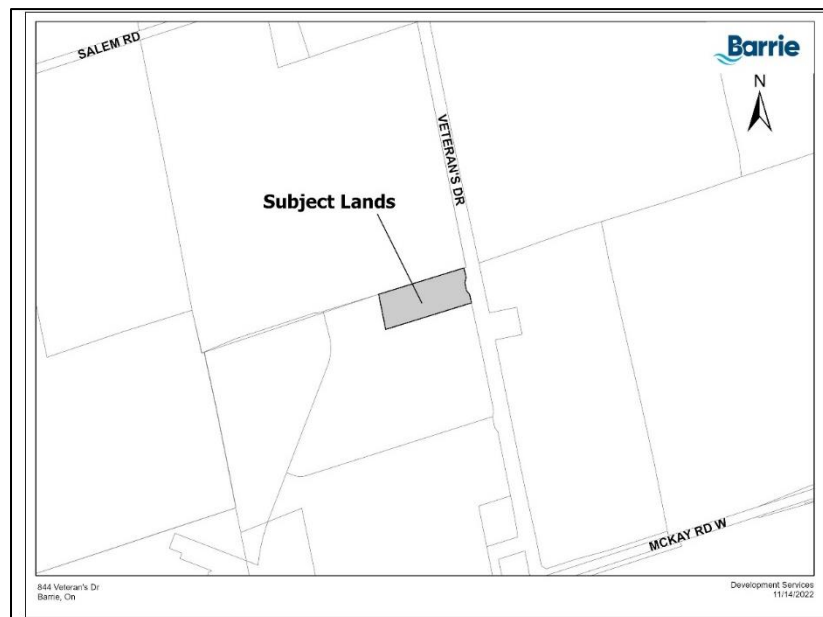 SALEM RD
Barrie
N
VETERAN'S DR
Subject Lands
MCKAY RD W
844 Veteran's Dr
Barrie, On
Development Services
11/14/2022